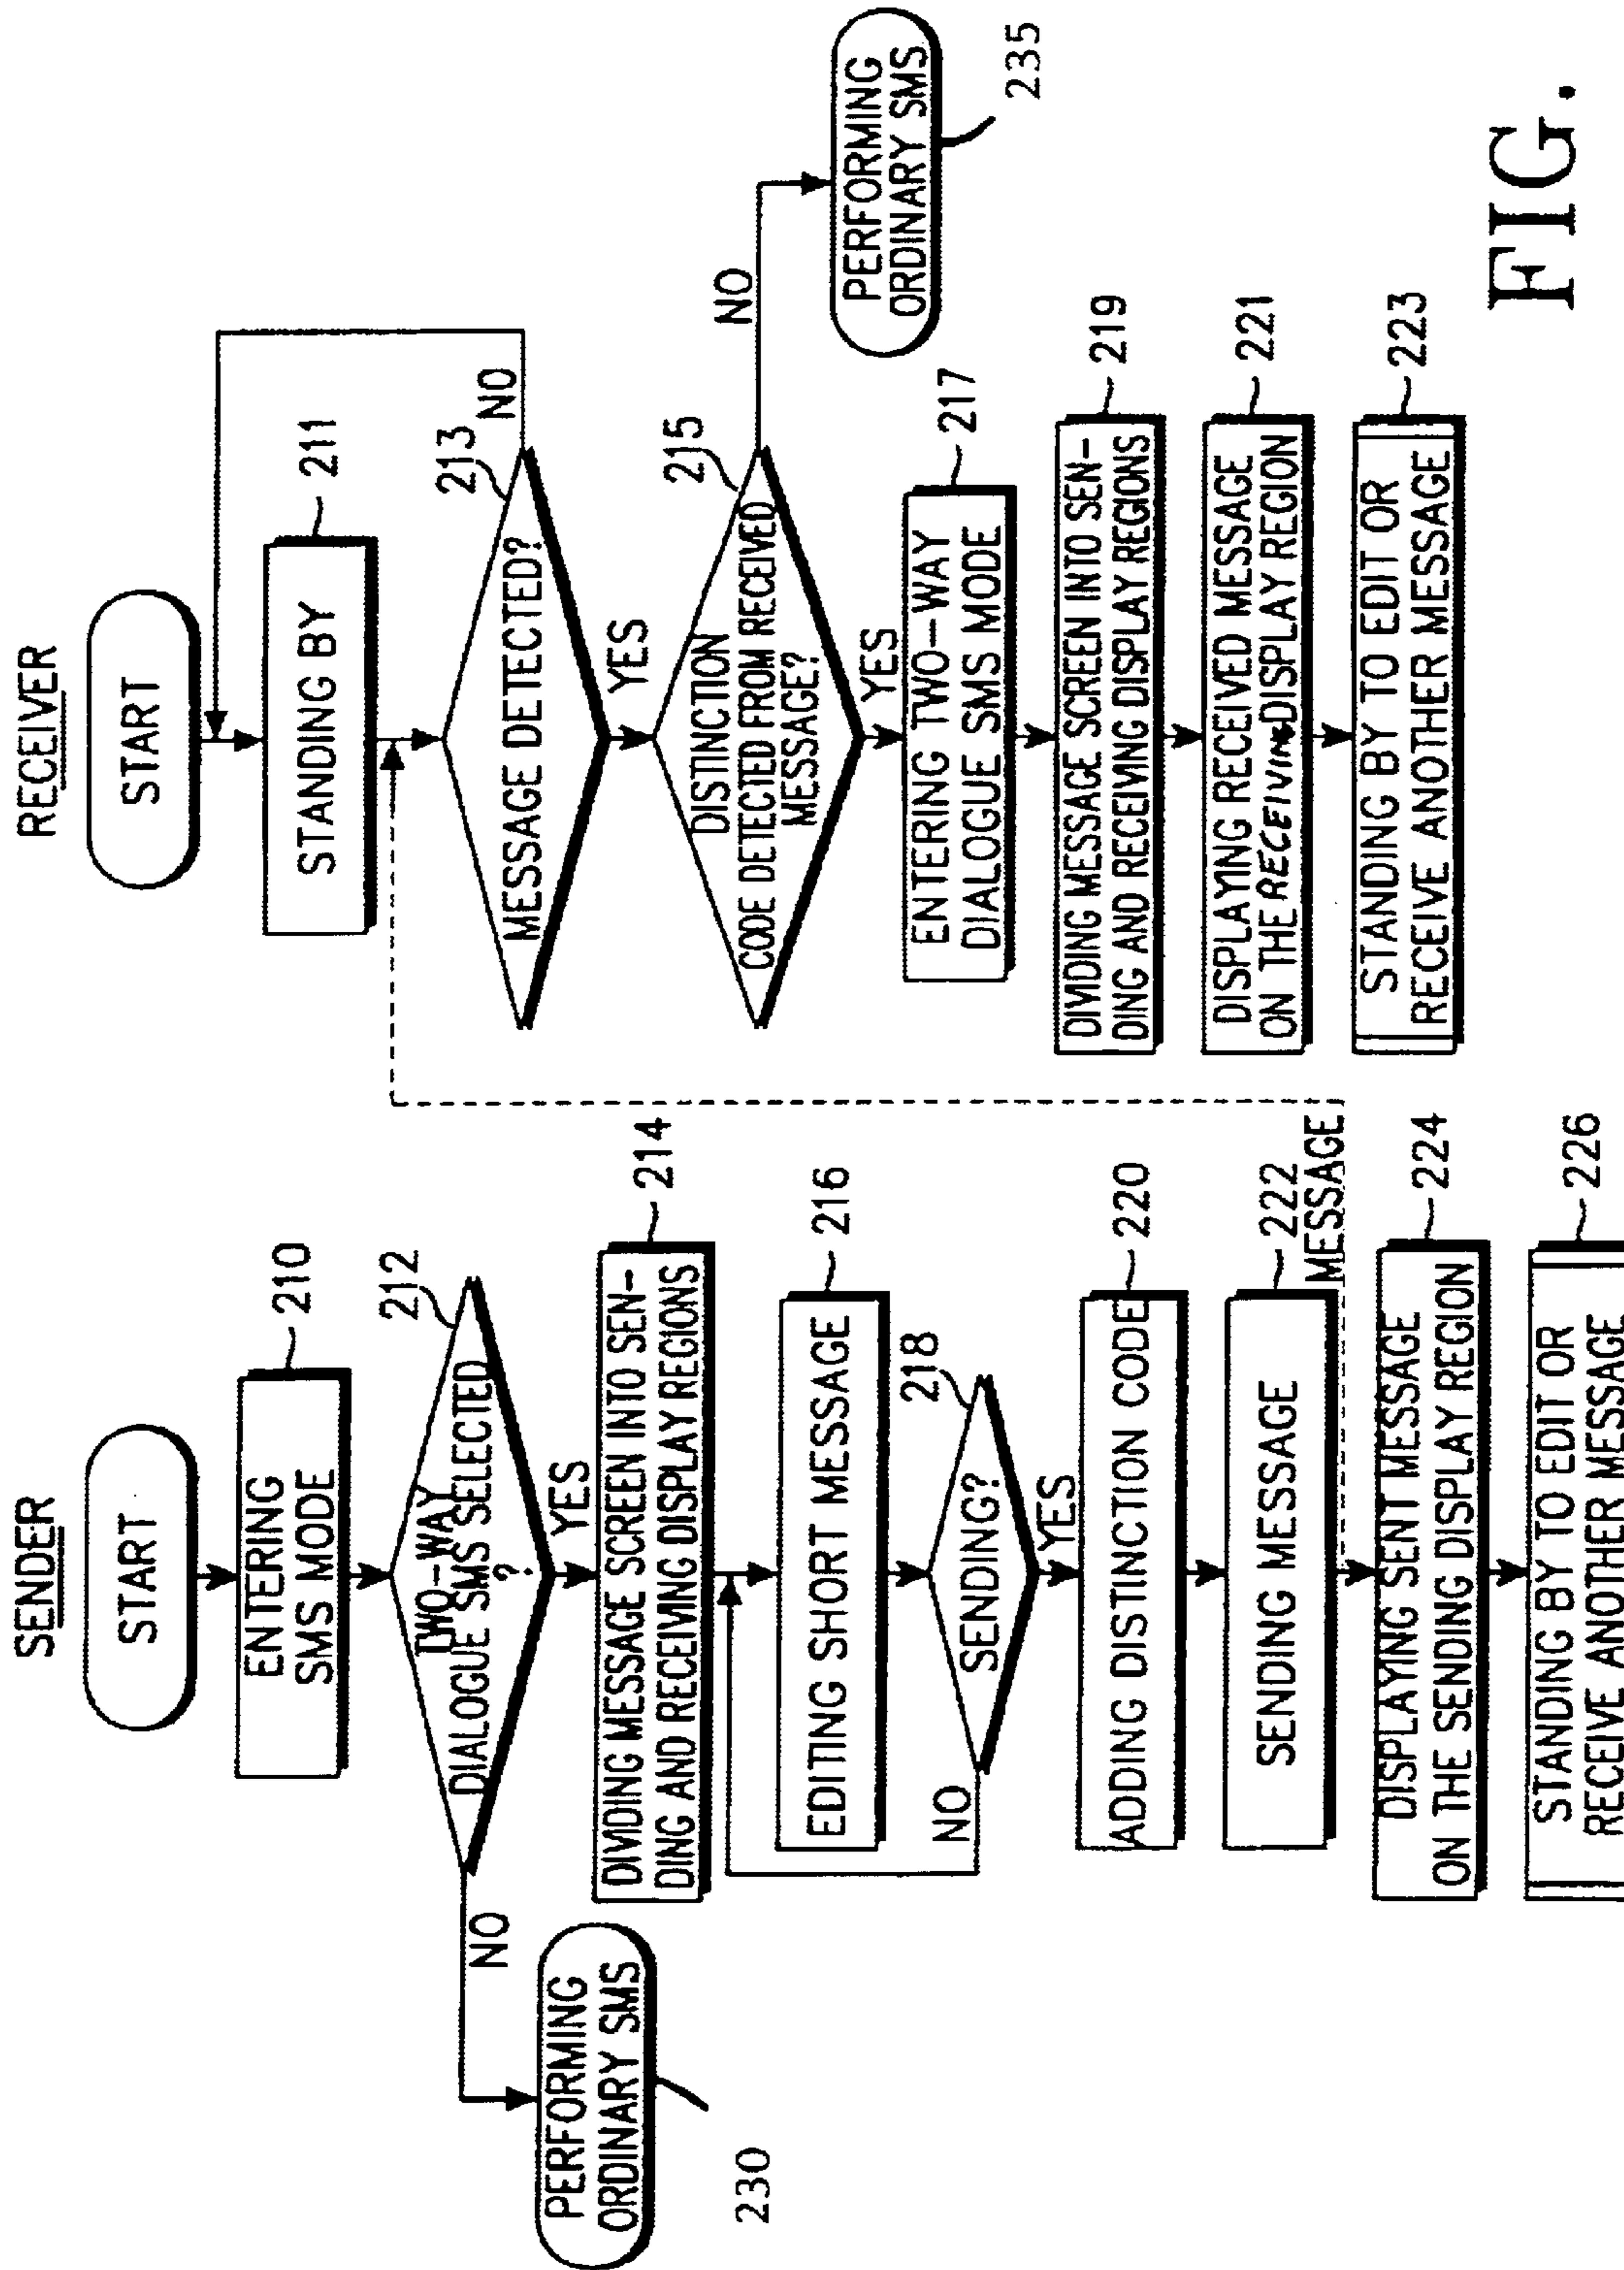 SENDER
START
ENTERING
SMS MODE
210
TWO-WAY
DIALOGUE SMS SELECTED
?
212
NO
PERFORMING
ORDINARY SMS
230
YES
DIVIDING MESSAGE SCREEN INTO SEN-
DING AND RECEIVING DISPLAY REGIONS
214
EDITING SHORT MESSAGE
216
SENDING?
218
NO
YES
ADDING DISTINCTION CODE
220
SENDING MESSAGE
222
MESSAGE
DISPLAYING SENT MESSAGE
ON THE SENDING DISPLAY REGION
224
STANDING BY TO EDIT OR
RECEIVE ANOTHER MESSAGE
226
RECEIVER
START
STANDING BY
211
MESSAGE DETECTED?
213
NO
YES
DISTINCTION
CODE DETECTED FROM RECEIVED
MESSAGE?
215
NO
PERFORMING
ORDINARY SMS
235
YES
ENTERING TWO-WAY
DIALOGUE SMS MODE
217
DIVIDING MESSAGE SCREEN INTO SEN-
DING AND RECEIVING DISPLAY REGIONS
219
DISPLAYING RECEIVED MESSAGE
ON THE RECEIVING DISPLAY REGION
221
STANDING BY TO EDIT OR
RECEIVE ANOTHER MESSAGE
223
FIG.